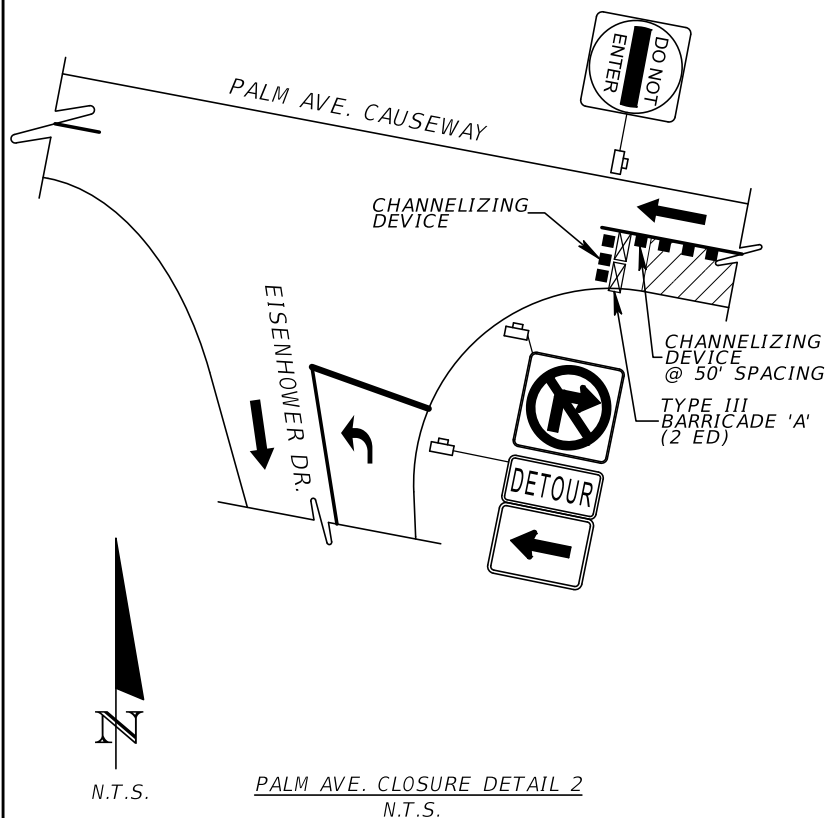 DO NOT
ENTER
PALM AVE. CAUSEWAY
CHANNELIZING
DEVICE
EISENHOWER DR.
CHANNELIZING
DEVICE
@ 50' SPACING
TYPE III
BARRICADE 'A'
(2 ED)
DETOUR
N
N.T.S.
PALM AVE. CLOSURE DETAIL 2
N.T.S.